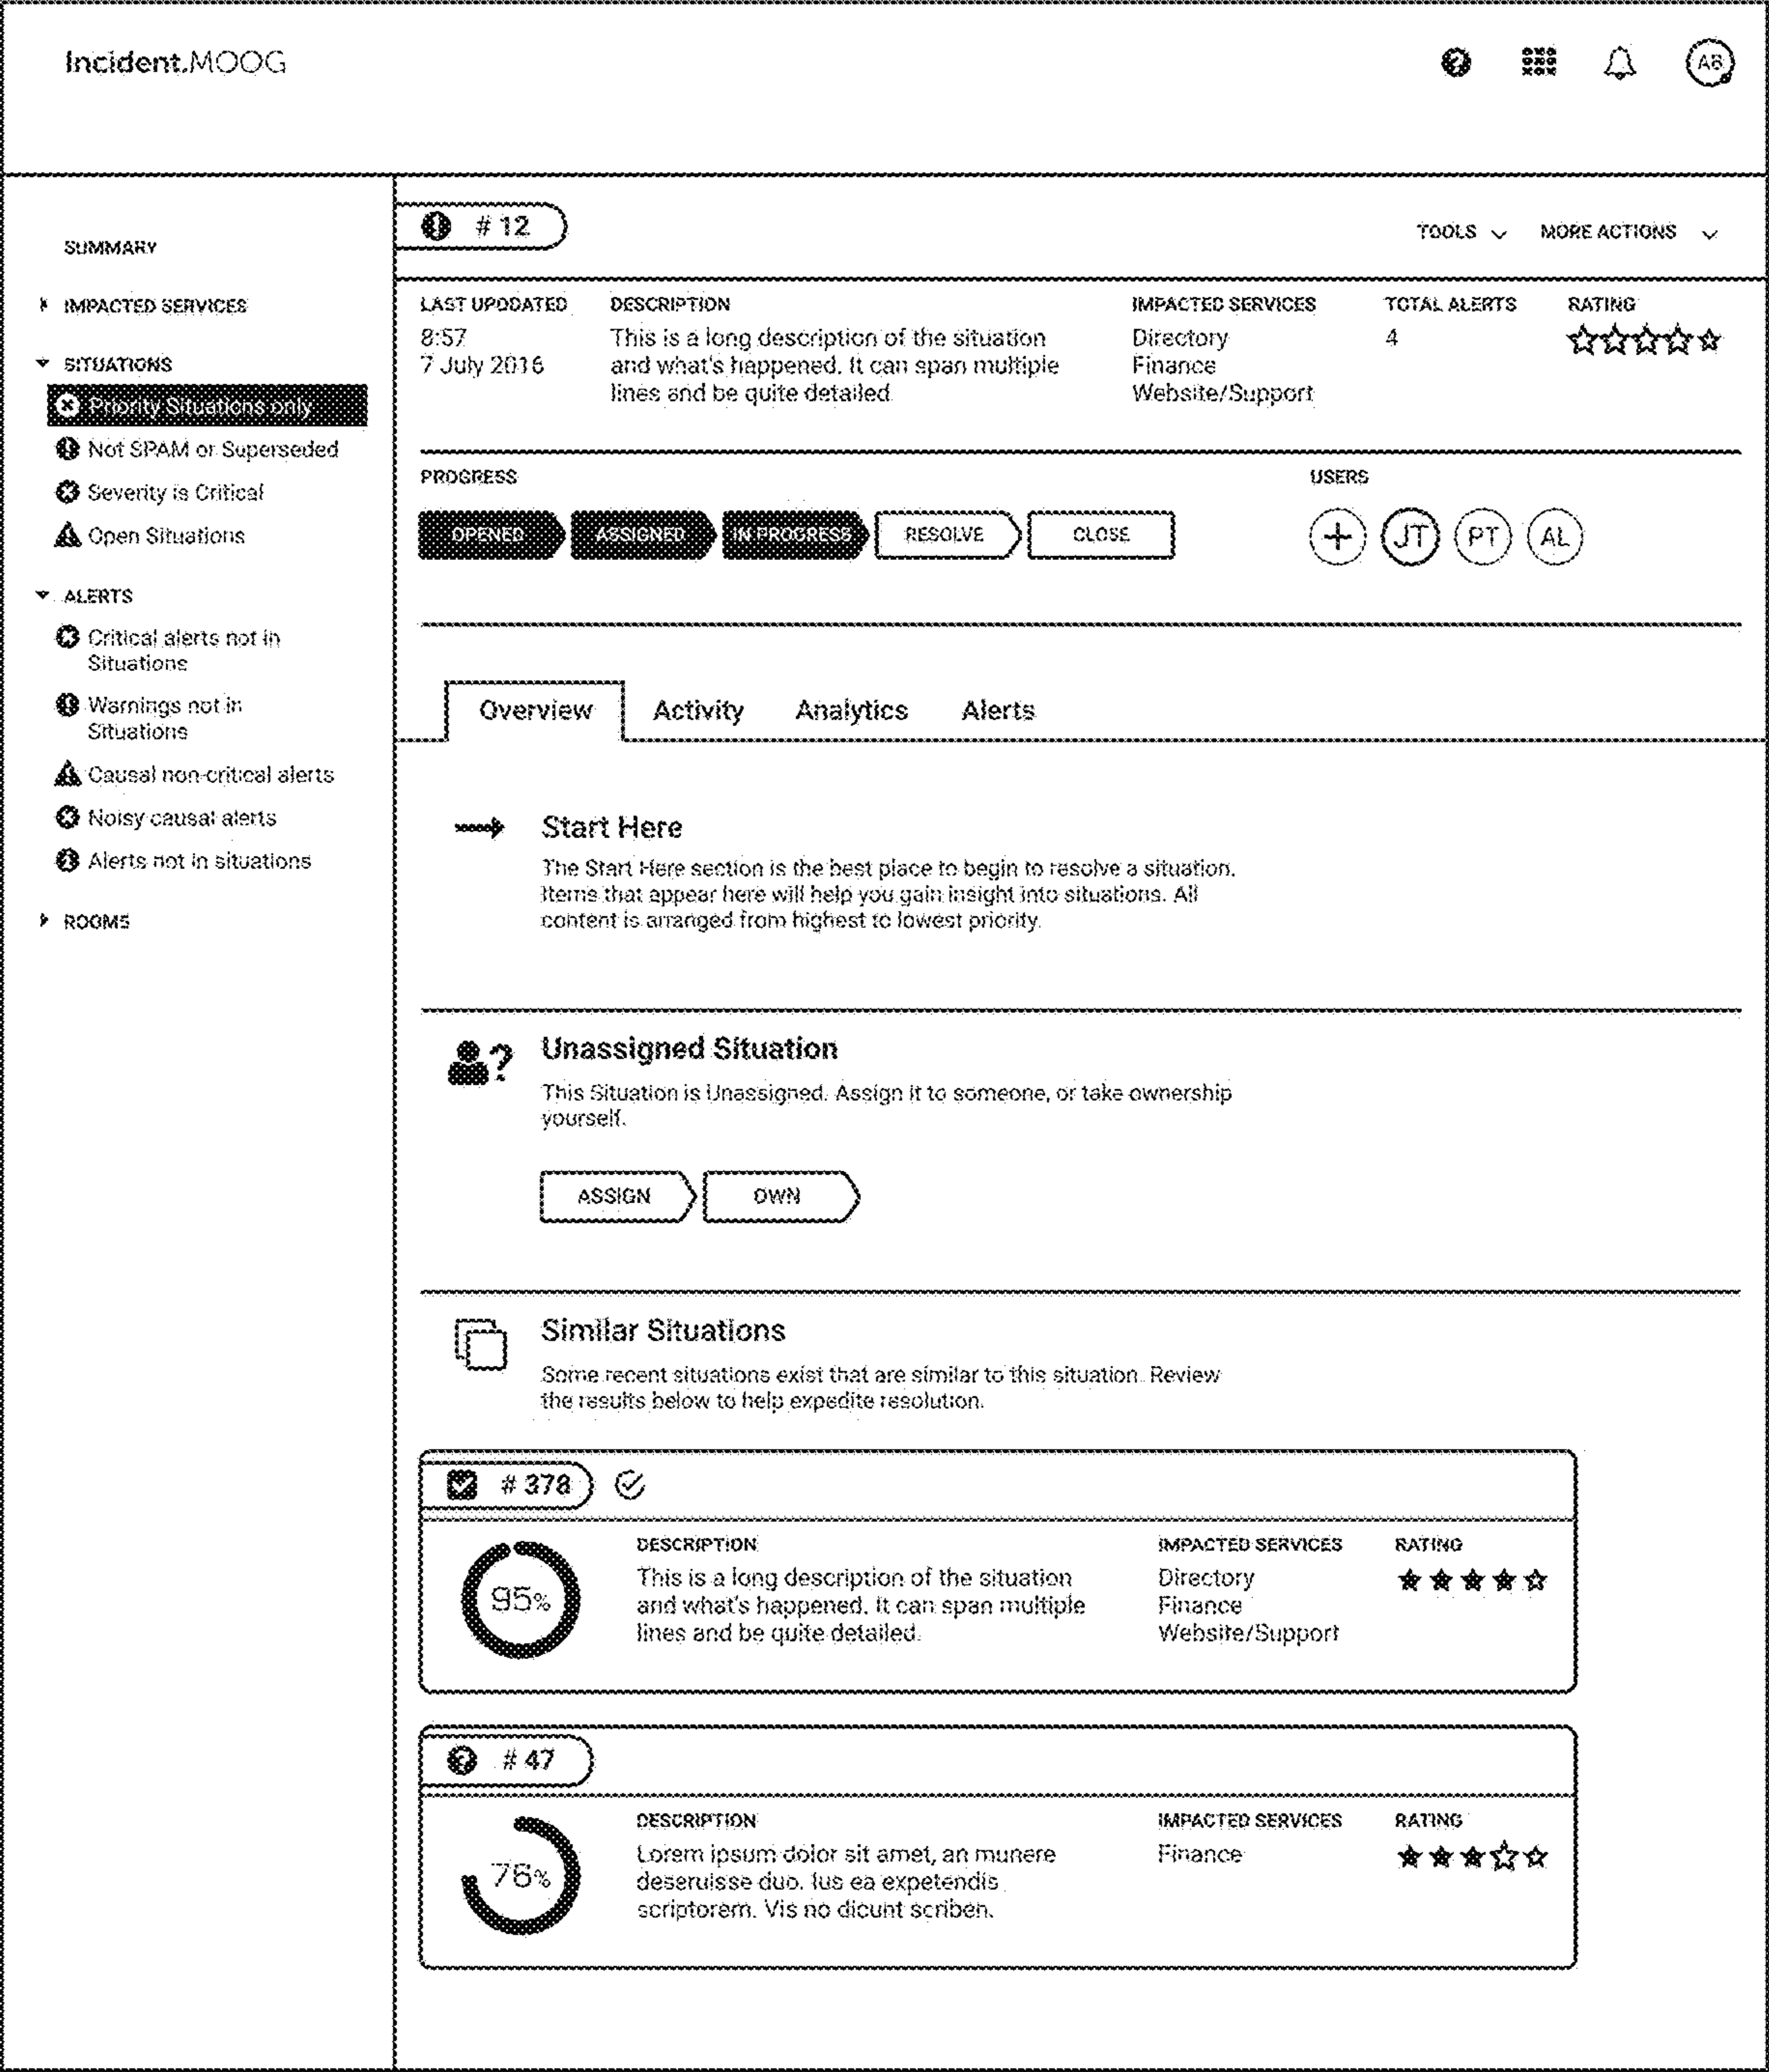 Incident.MOOG
AB
SUMMARY
IMPACTED SERVICES
SITUATIONS
Priority Situations only
Not SPAM or Superseded
Severity is Critical
Open Situations
ALERTS
Critical alerts not in
Situations
Warnings not in
Situations
Causal non-critical alerts
Noisy causal alerts
Alerts not in situations
ROOMS
# 12
TOOLS
MORE ACTIONS
LAST UPODATED
8:57
7 July 2016
DESCRIPTION
This is a long description of the situation
and what's happened. It can span multiple
lines and be quite detailed
IMPACTED SERVICES
Directory
Finance
Website/Support
TOTAL ALERTS
4
RATING
PROGRESS
OPENED
ASSIGNED
IN PROGRESS
RESOLVE
CLOSE
USERS
+
JT
PT
AL
Overview
Activity
Analytics
Alerts
Start Here
The Start Here section is the best place to begin to resolve a situation.
Items that appear here will help you gain insight into situations. All
content is arranged from highest to lowest priority.
?
Unassigned Situation
This Situation is Unassigned. Assign it to someone, or take ownership
yourself.
ASSIGN
OWN
Similar Situations
Some recent situations exist that are similar to this situation. Review
the results below to help expedite resolution.
# 378
95%
DESCRIPTION
This is a long description of the situation
and what's happened. It can span multiple
lines and be quite detailed.
IMPACTED SERVICES
Directory
Finance
Website/Support
RATING
# 47
76%
DESCRIPTION
Lorem ipsum dolor sit amet, an munere
deseruisse duo. Ius ea expetendis
scriptorem. Vis no dicunt scriben.
IMPACTED SERVICES
Finance
RATING